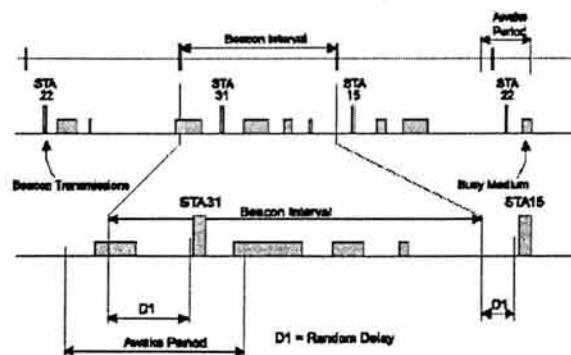 Awake
Period
Beacon Interval
STA
22
STA
31
STA
15
STA
22
Beacon Transmissions
Busy Medium
STA31
STA15
Beacon Interval
D1
D1
Awake Period
D1 = Random Delay